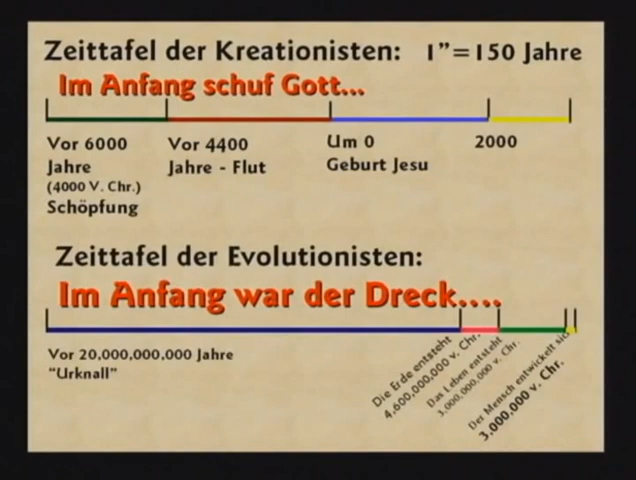 Zeittafel der Kreationisten: 1”=150 Jahre
Im Anfang schuf Gott...
Vor 6000
Jahre
(4000 V. Chr.)
Schöpfung
Vor 4400
Jahre - Flut
Um 0
Geburt Jesu
2000
Zeittafel der Evolutionisten:
Im Anfang war der Dreck....
Vor 20,000,000,000 Jahre
“Urknall”
Die Erde entsteht
4,600,000,000 v. Chr.
Das Leben entsteht
3,000,000,000 v. Chr.
Der Mensch entwickelt sich
3,000,000 v. Chr.